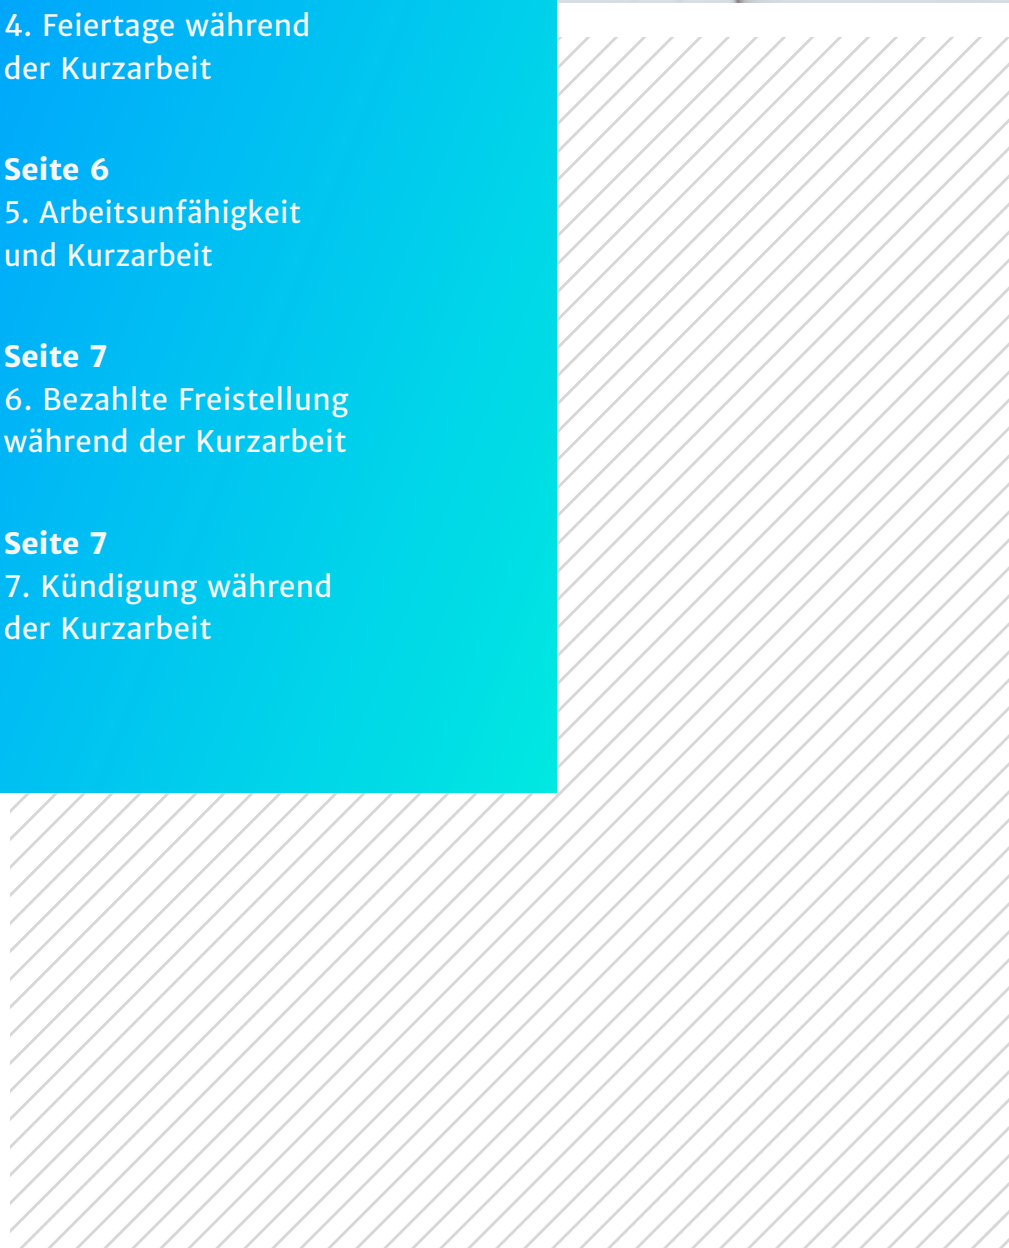 4. Feiertage während
der Kurzarbeit
Seite 6
5. Arbeitsunfähigkeit
und Kurzarbeit
Seite 7
6. Bezahlte Freistellung
während der Kurzarbeit
Seite 7
7. Kündigung während
der Kurzarbeit